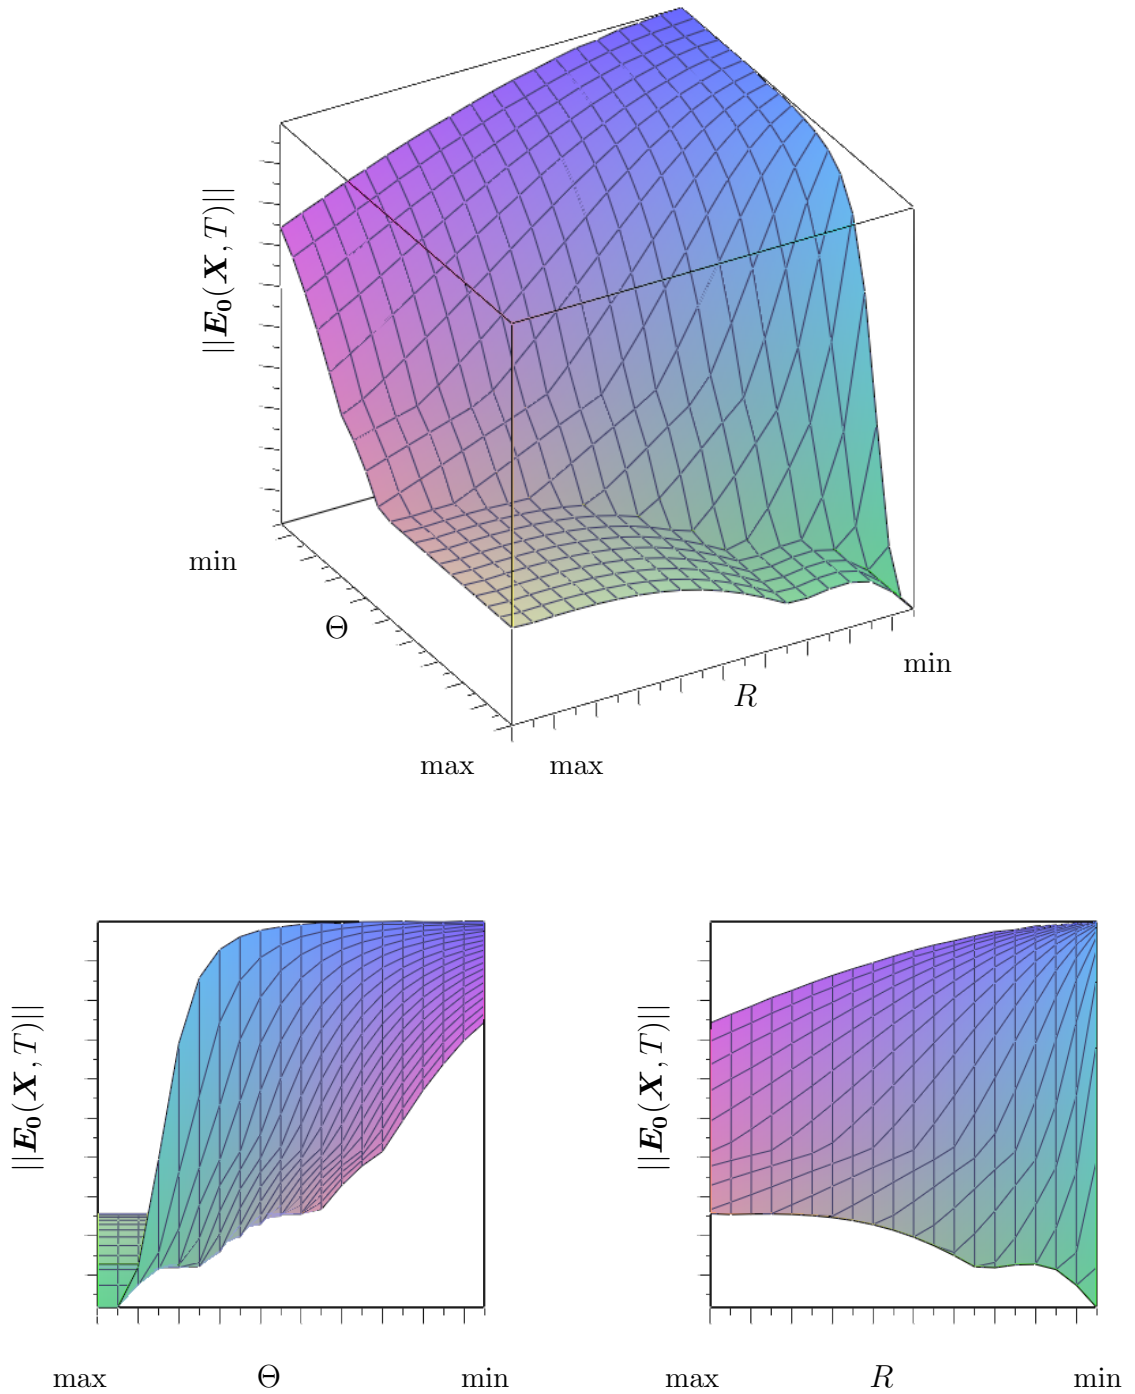 ||E₀(X, T)||
min
Θ
min
R
max
max
||E₀(X, T)||
||E₀(X, T)||
max
Θ
min
max
R
min